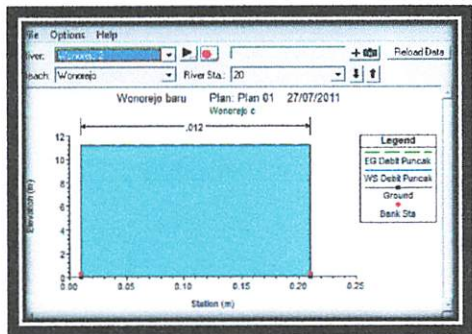 File Options Help
River: Wonorejo 2
Reach: Wonorejo River Sta.: 20 Reload Data
Wonorejo baru Plan: Plan 01 27/07/2011
Wonorejo c
.012
Legend
EG Debit Puncak
WS Debit Puncak
Ground
Bank Sta
Elevation (m)
12
10
8
6
4
2
0
0.00 0.05 0.10 0.15 0.20 0.25
Station (m)